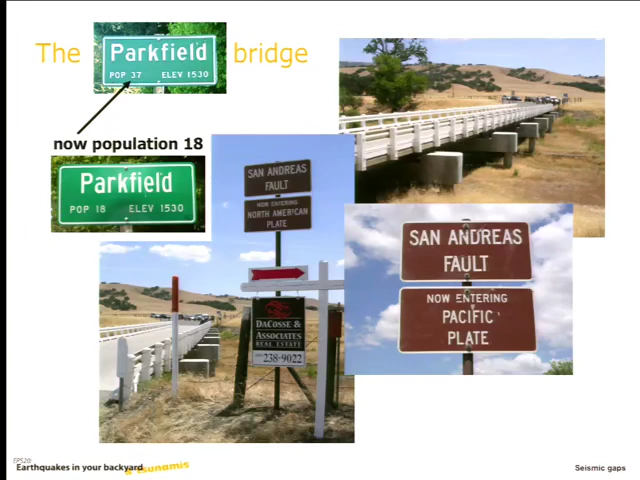 The
Parkfield
POP 37 ELEV 1530
bridge
now population 18
Parkfield
POP 18 ELEV 1530
SAN ANDREAS
FAULT
NOW ENTERING
NORTH AMERICAN
PLATE
DACOSSE &
ASSOCIATES
REAL ESTATE
238-9022
SAN ANDREAS
FAULT
NOW ENTERING
PACIFIC
PLATE
EPS20:
Earthquakes in your backyard
& tsunamis
Seismic gaps